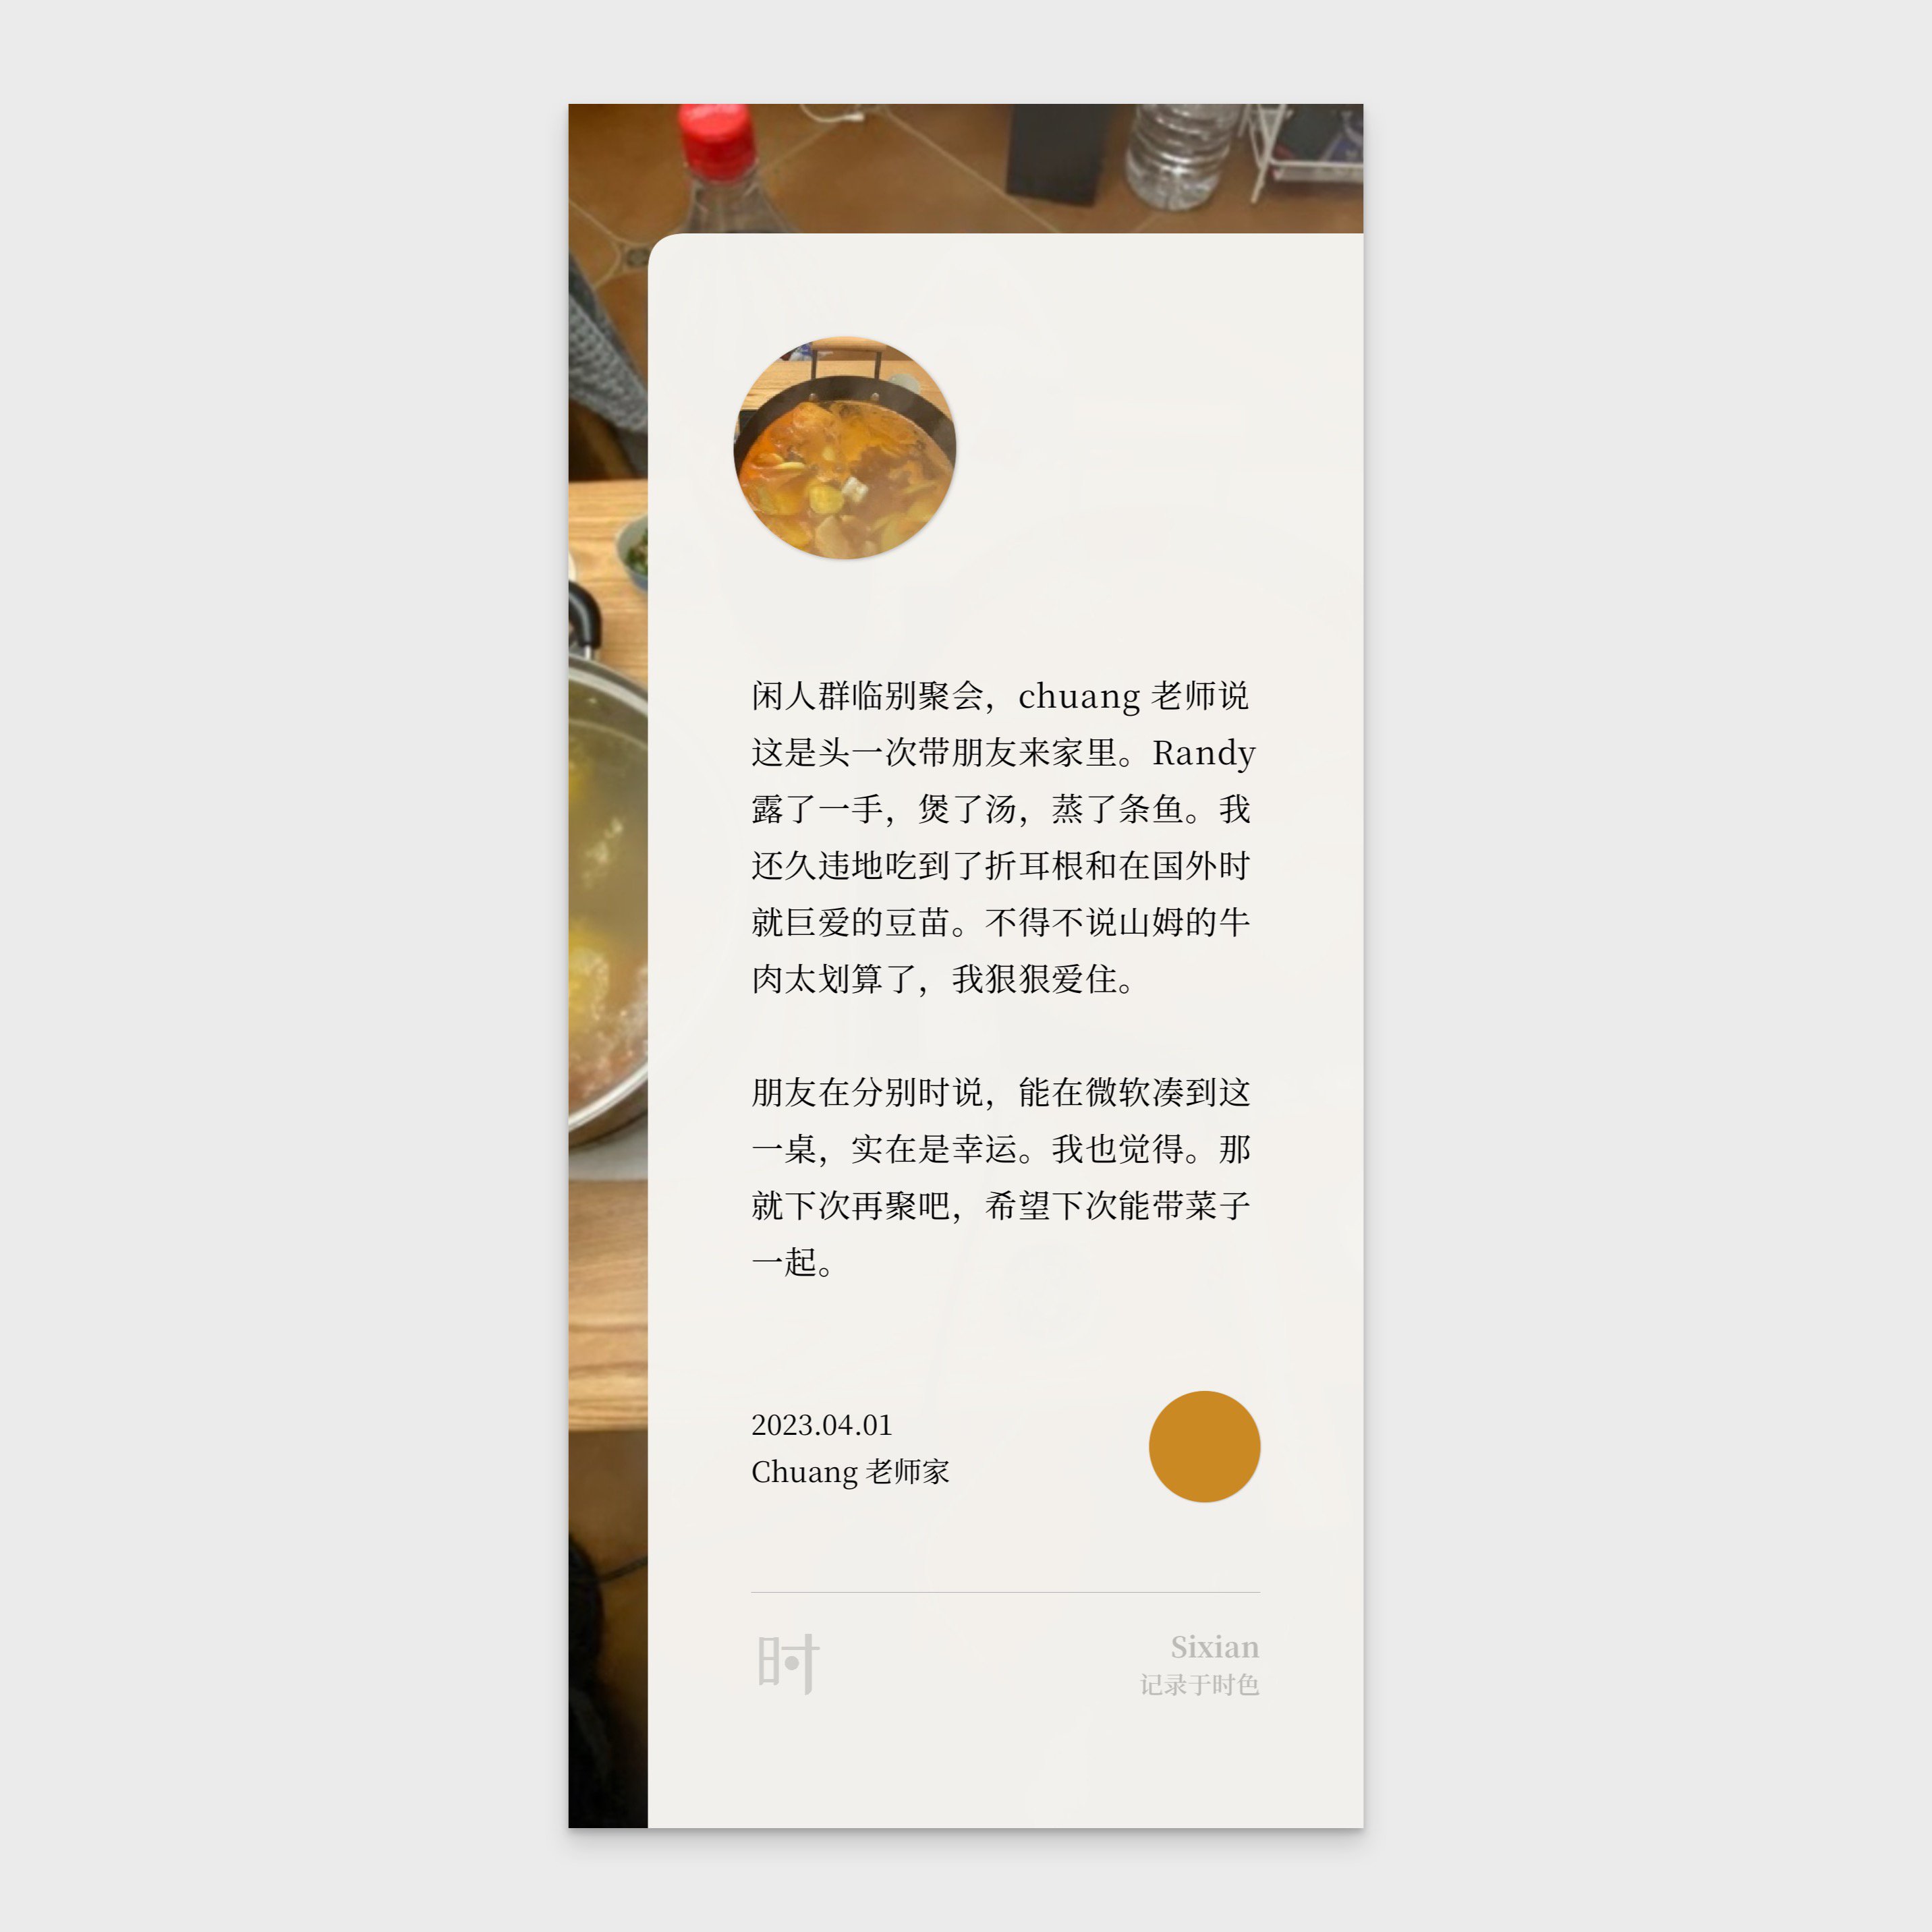 闲人群临别聚会，chuang 老师说
这是头一次带朋友来家里。Randy
露了一手，煲了汤，蒸了条鱼。我
还久违地吃到了折耳根和在国外时
就巨爱的豆苗。不得不说山姆的牛
肉太划算了，我狠狠爱住。
朋友在分别时说，能在微软凑到这
一桌，实在是幸运。我也觉得。那
就下次再聚吧，希望下次能带菜子
一起。
2023.04.01
Chuang 老师家
时
Sixian
记录于时色